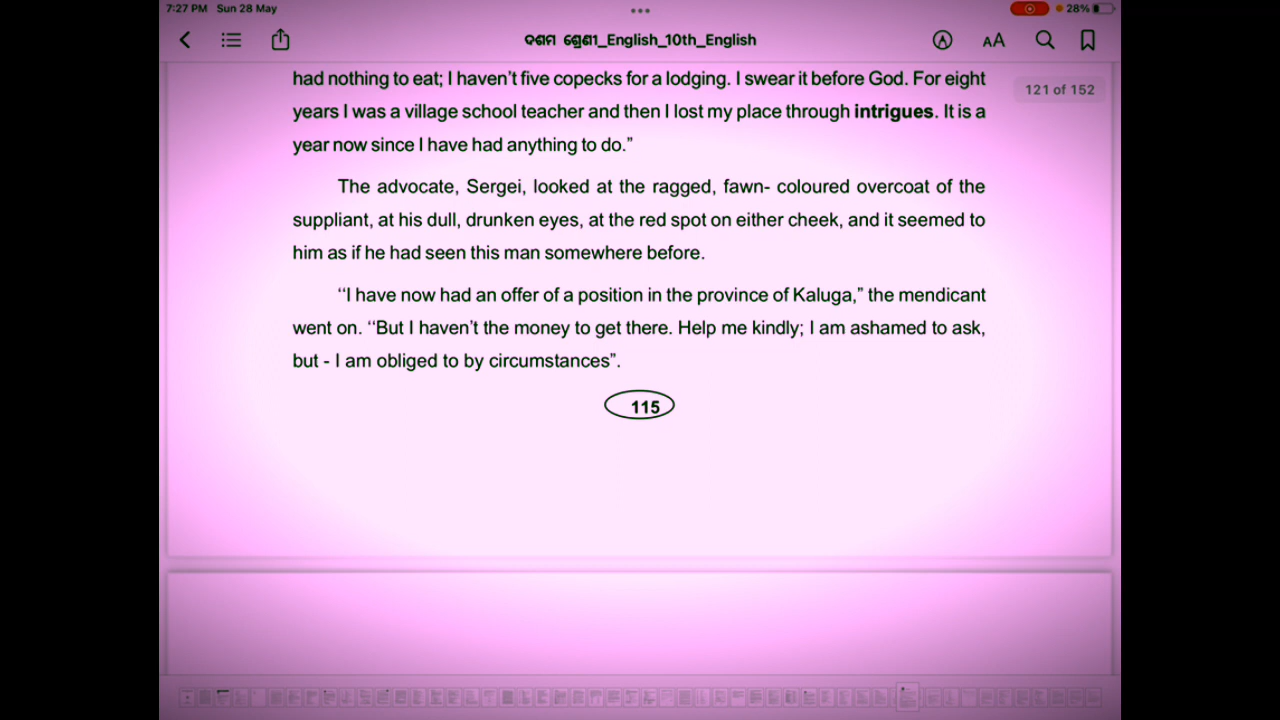 7:27 PM Sun 28 May
28%
ଦଶମ ଶ୍ରେଣୀ_English_10th_English
AA
121 of 152
had nothing to eat; I haven't five copecks for a lodging. I swear it before God. For eight
years I was a village school teacher and then I lost my place through intrigues. It is a
year now since I have had anything to do.”
The advocate, Sergei, looked at the ragged, fawn- coloured overcoat of the
suppliant, at his dull, drunken eyes, at the red spot on either cheek, and it seemed to
him as if he had seen this man somewhere before.
‘‘I have now had an offer of a position in the province of Kaluga,” the mendicant
went on. ‘‘But I haven’t the money to get there. Help me kindly; I am ashamed to ask,
but - I am obliged to by circumstances”.
115